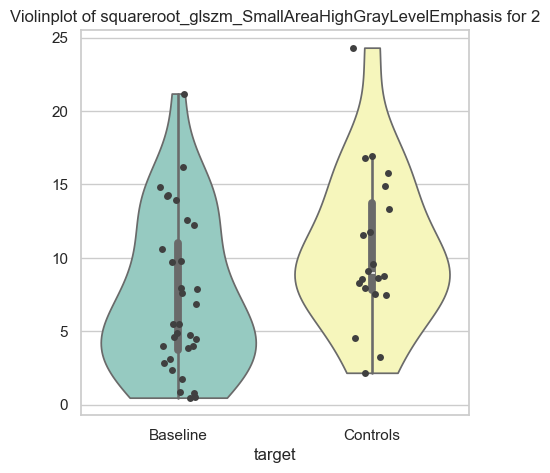 Violinplot of squareroot_glszm_SmallAreaHighGrayLevelEmphasis for 2
25
20
15
10
5
0
Baseline
Controls
target